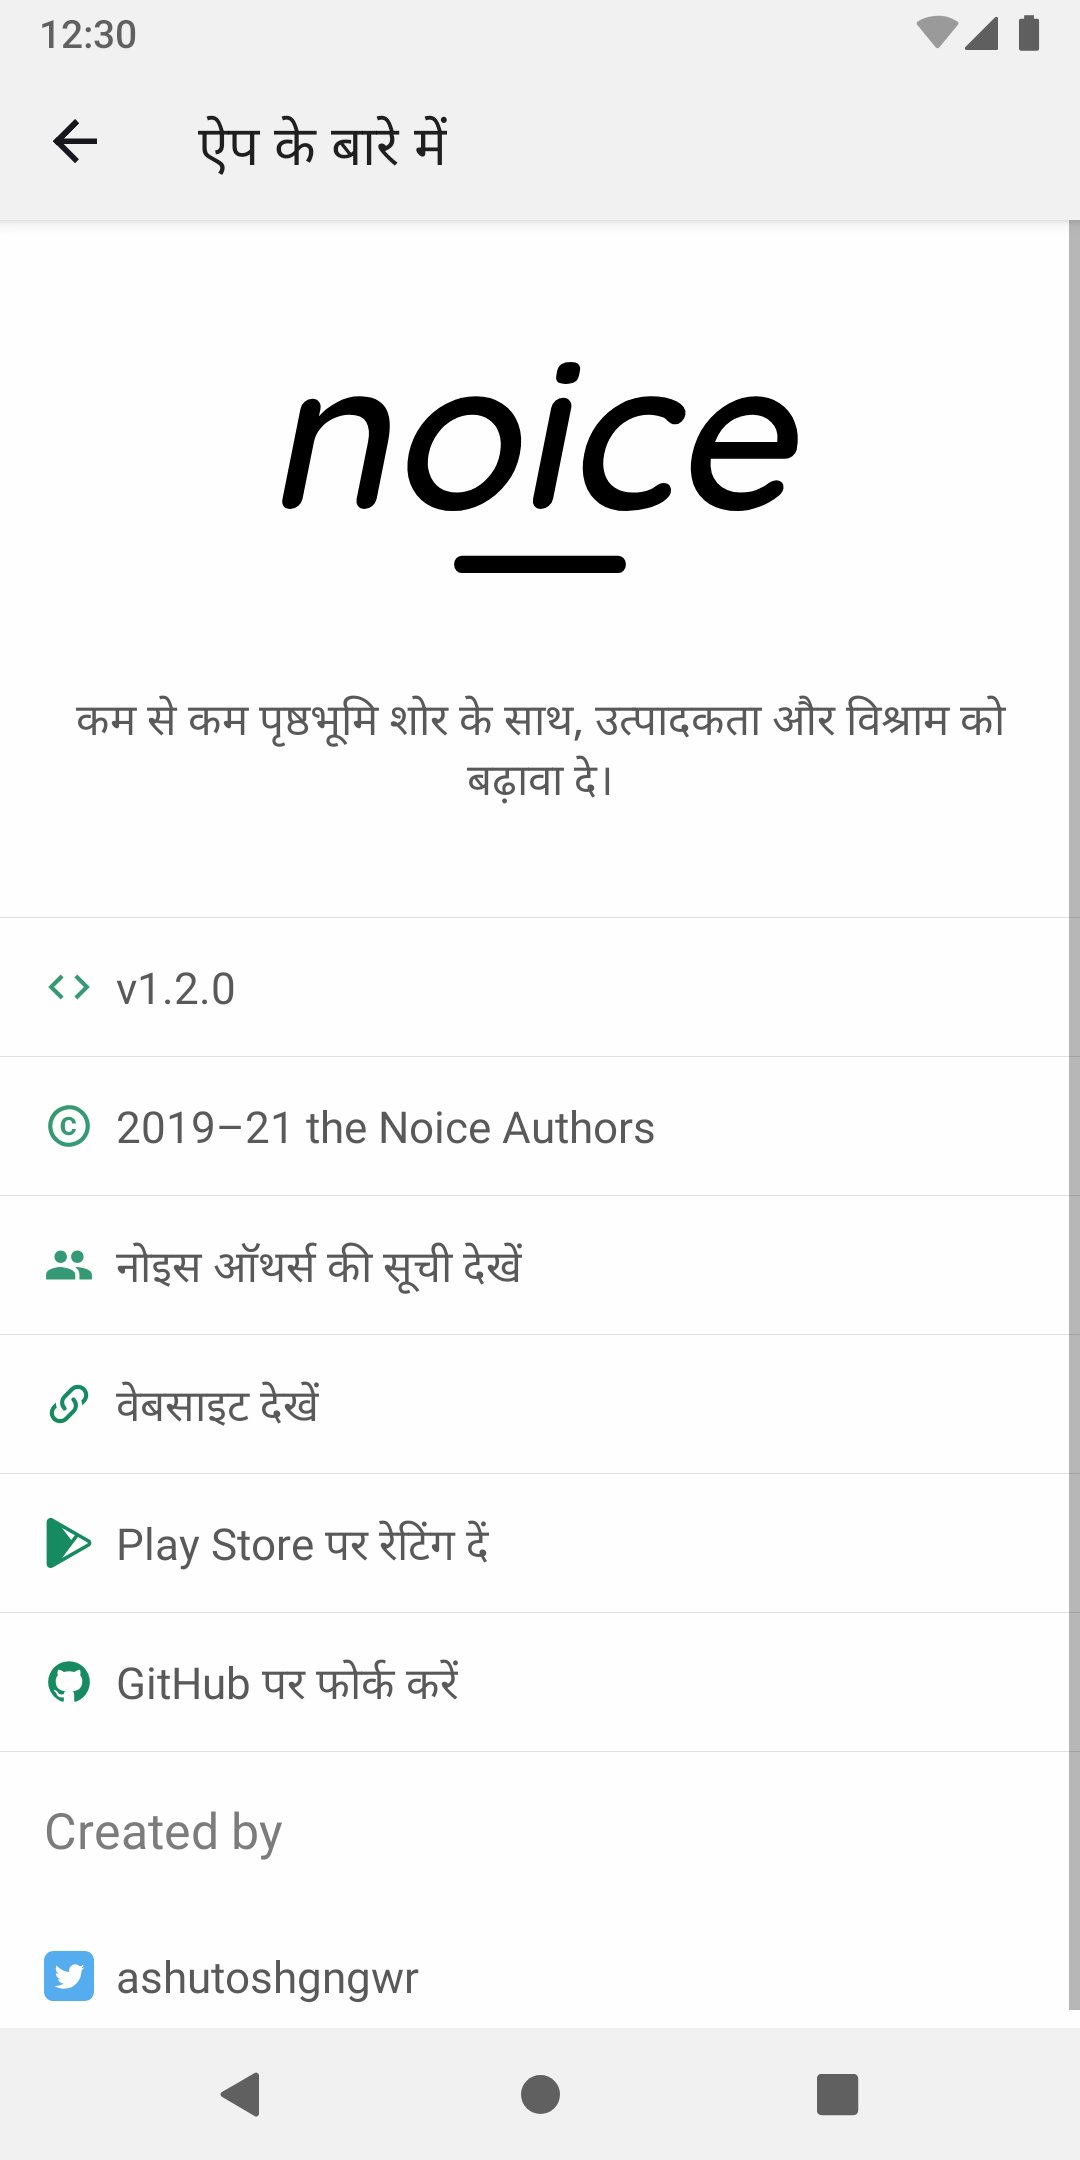 12:30
ऐप के बारे में
noice
कम से कम पृष्ठभूमि शोर के साथ, उत्पादकता और विश्राम को
बढ़ावा दे।
v1.2.0
2019–21 the Noice Authors
नोइस ऑथर्स की सूची देखें
वेबसाइट देखें
Play Store पर रेटिंग दें
GitHub पर फोर्क करें
Created by
ashutoshgngwr